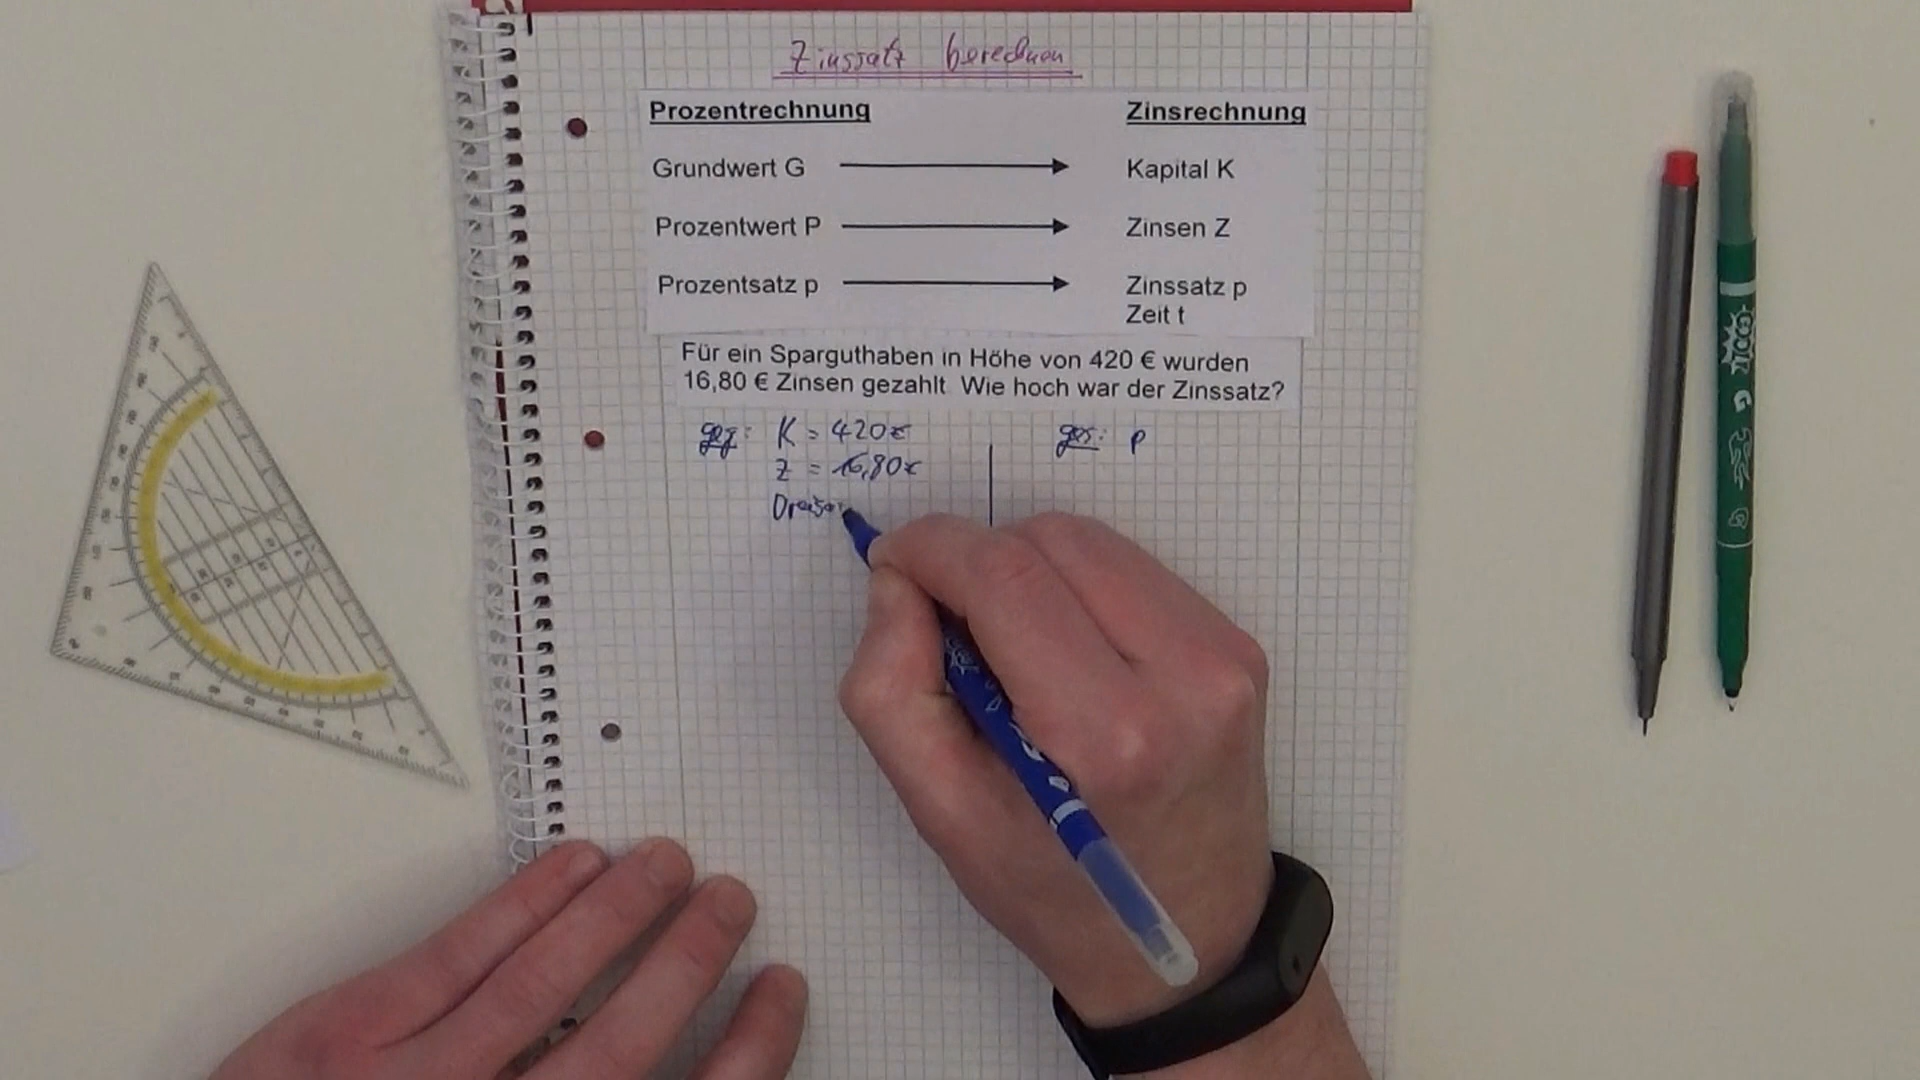 Zinssatz berechnen
Prozentrechnung Zinsrechnung
Grundwert G Kapital K
Prozentwert P Zinsen Z
Prozentsatz p Zinssatz p
Zeit t
Für ein Sparguthaben in Höhe von 420 € wurden
16,80 € Zinsen gezahlt Wie hoch war der Zinssatz?
geg: K = 420€ ges: p
Z = 16,80€